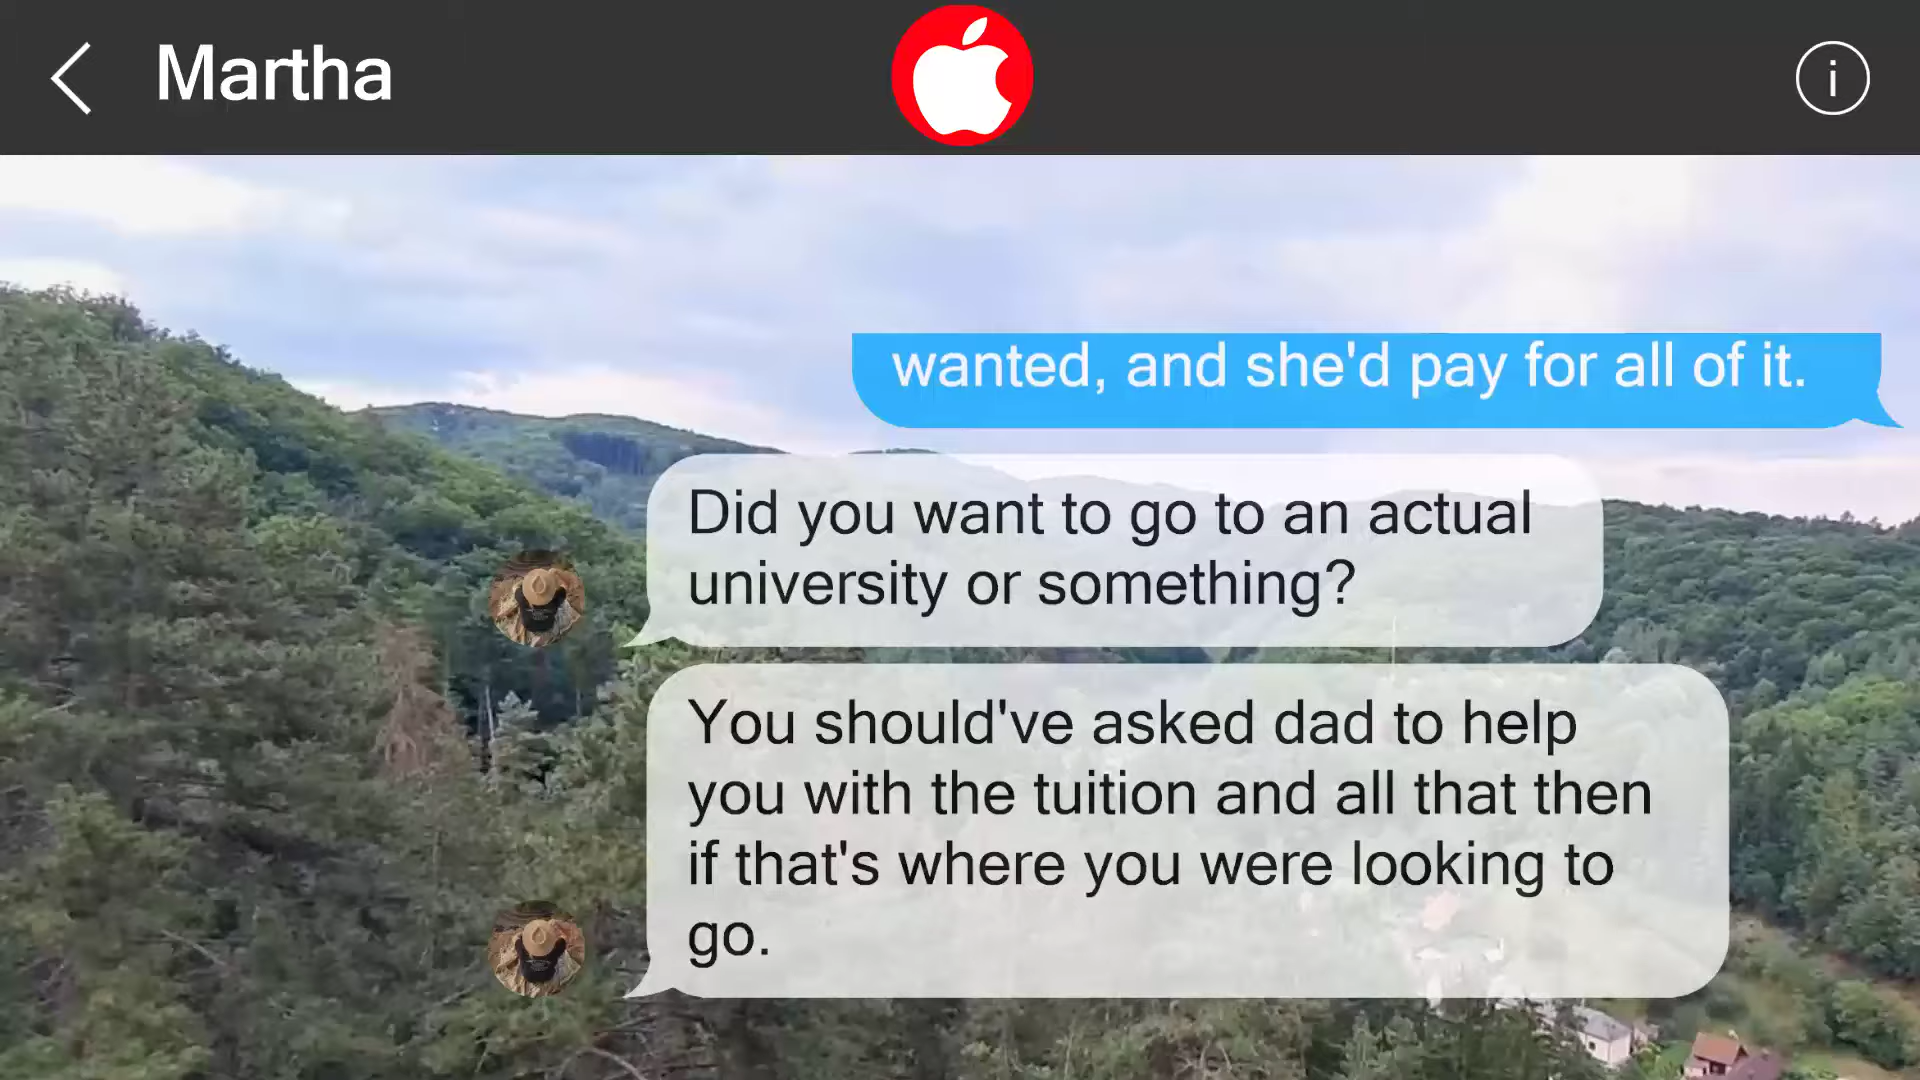 Martha
i
wanted, and she'd pay for all of it.
Did you want to go to an actual
university or something?
You should've asked dad to help
you with the tuition and all that then
if that's where you were looking to
go.